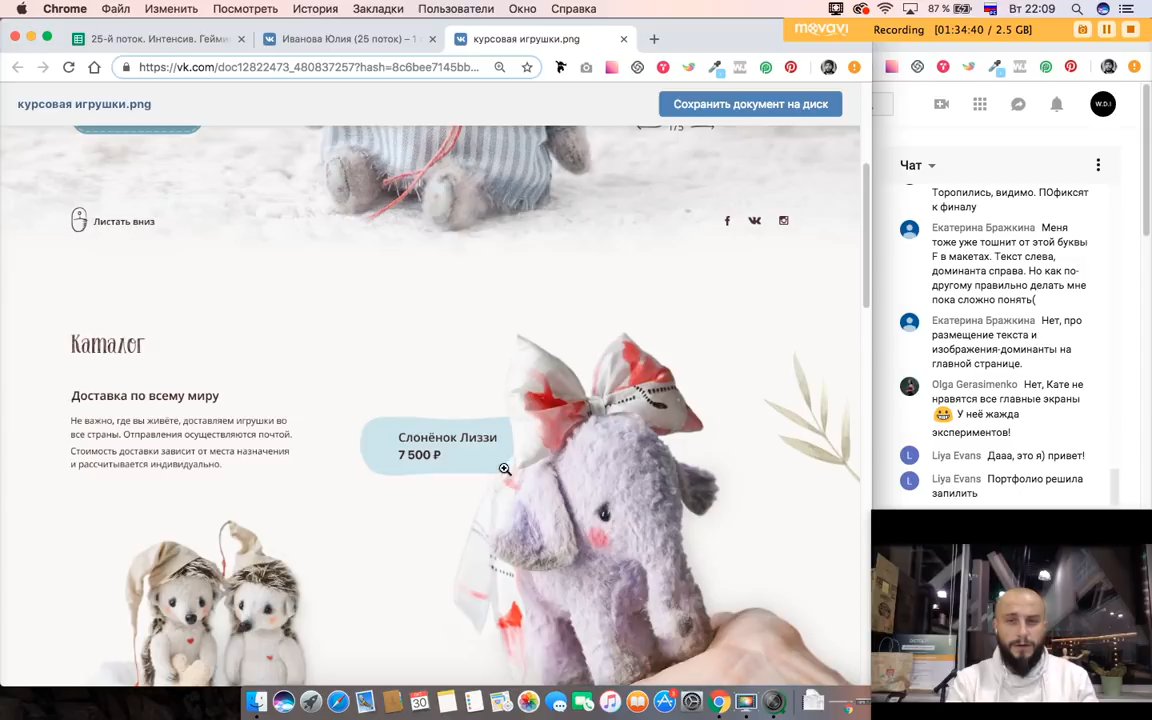 Chrome Файл Изменить Просмотреть История Закладки Пользователи Окно Справка
87 % Вт 22:09
movavi Recording [01:34:40 / 2.5 GB]
25-й поток. Интенсив. Гейми
Иванова Юлия (25 поток) – 1
курсовая игрушки.png
https://vk.com/doc12822473_480837257?hash=8c6bee7145bb...
курсовая игрушки.png
Сохранить документ на диск
175
Листать вниз
Каталог
Доставка по всему миру
Не важно, где вы живёте, доставляем игрушки во
все страны. Отправления осуществляются почтой.
Стоимость доставки зависит от места назначения
и рассчитывается индивидуально.
Слонёнок Лиззи
7 500 ₽
W.D.I
Чат
Торопились, видимо. ПОфиксят
к финалу
Екатерина Бражкина Меня
тоже уже тошнит от этой буквы
F в макетах. Текст слева,
доминанта справа. Но как по-
другому правильно делать мне
пока сложно понять(
Екатерина Бражкина Нет, про
размещение текста и
изображения-доминанты на
главной странице.
Olga Gerasimenko Нет, Кате не
нравятся все главные экраны
😬 У неё жажда
экспериментов!
L Liya Evans Дааа, это я) привет!
L Liya Evans Портфолио решила
запилить
30